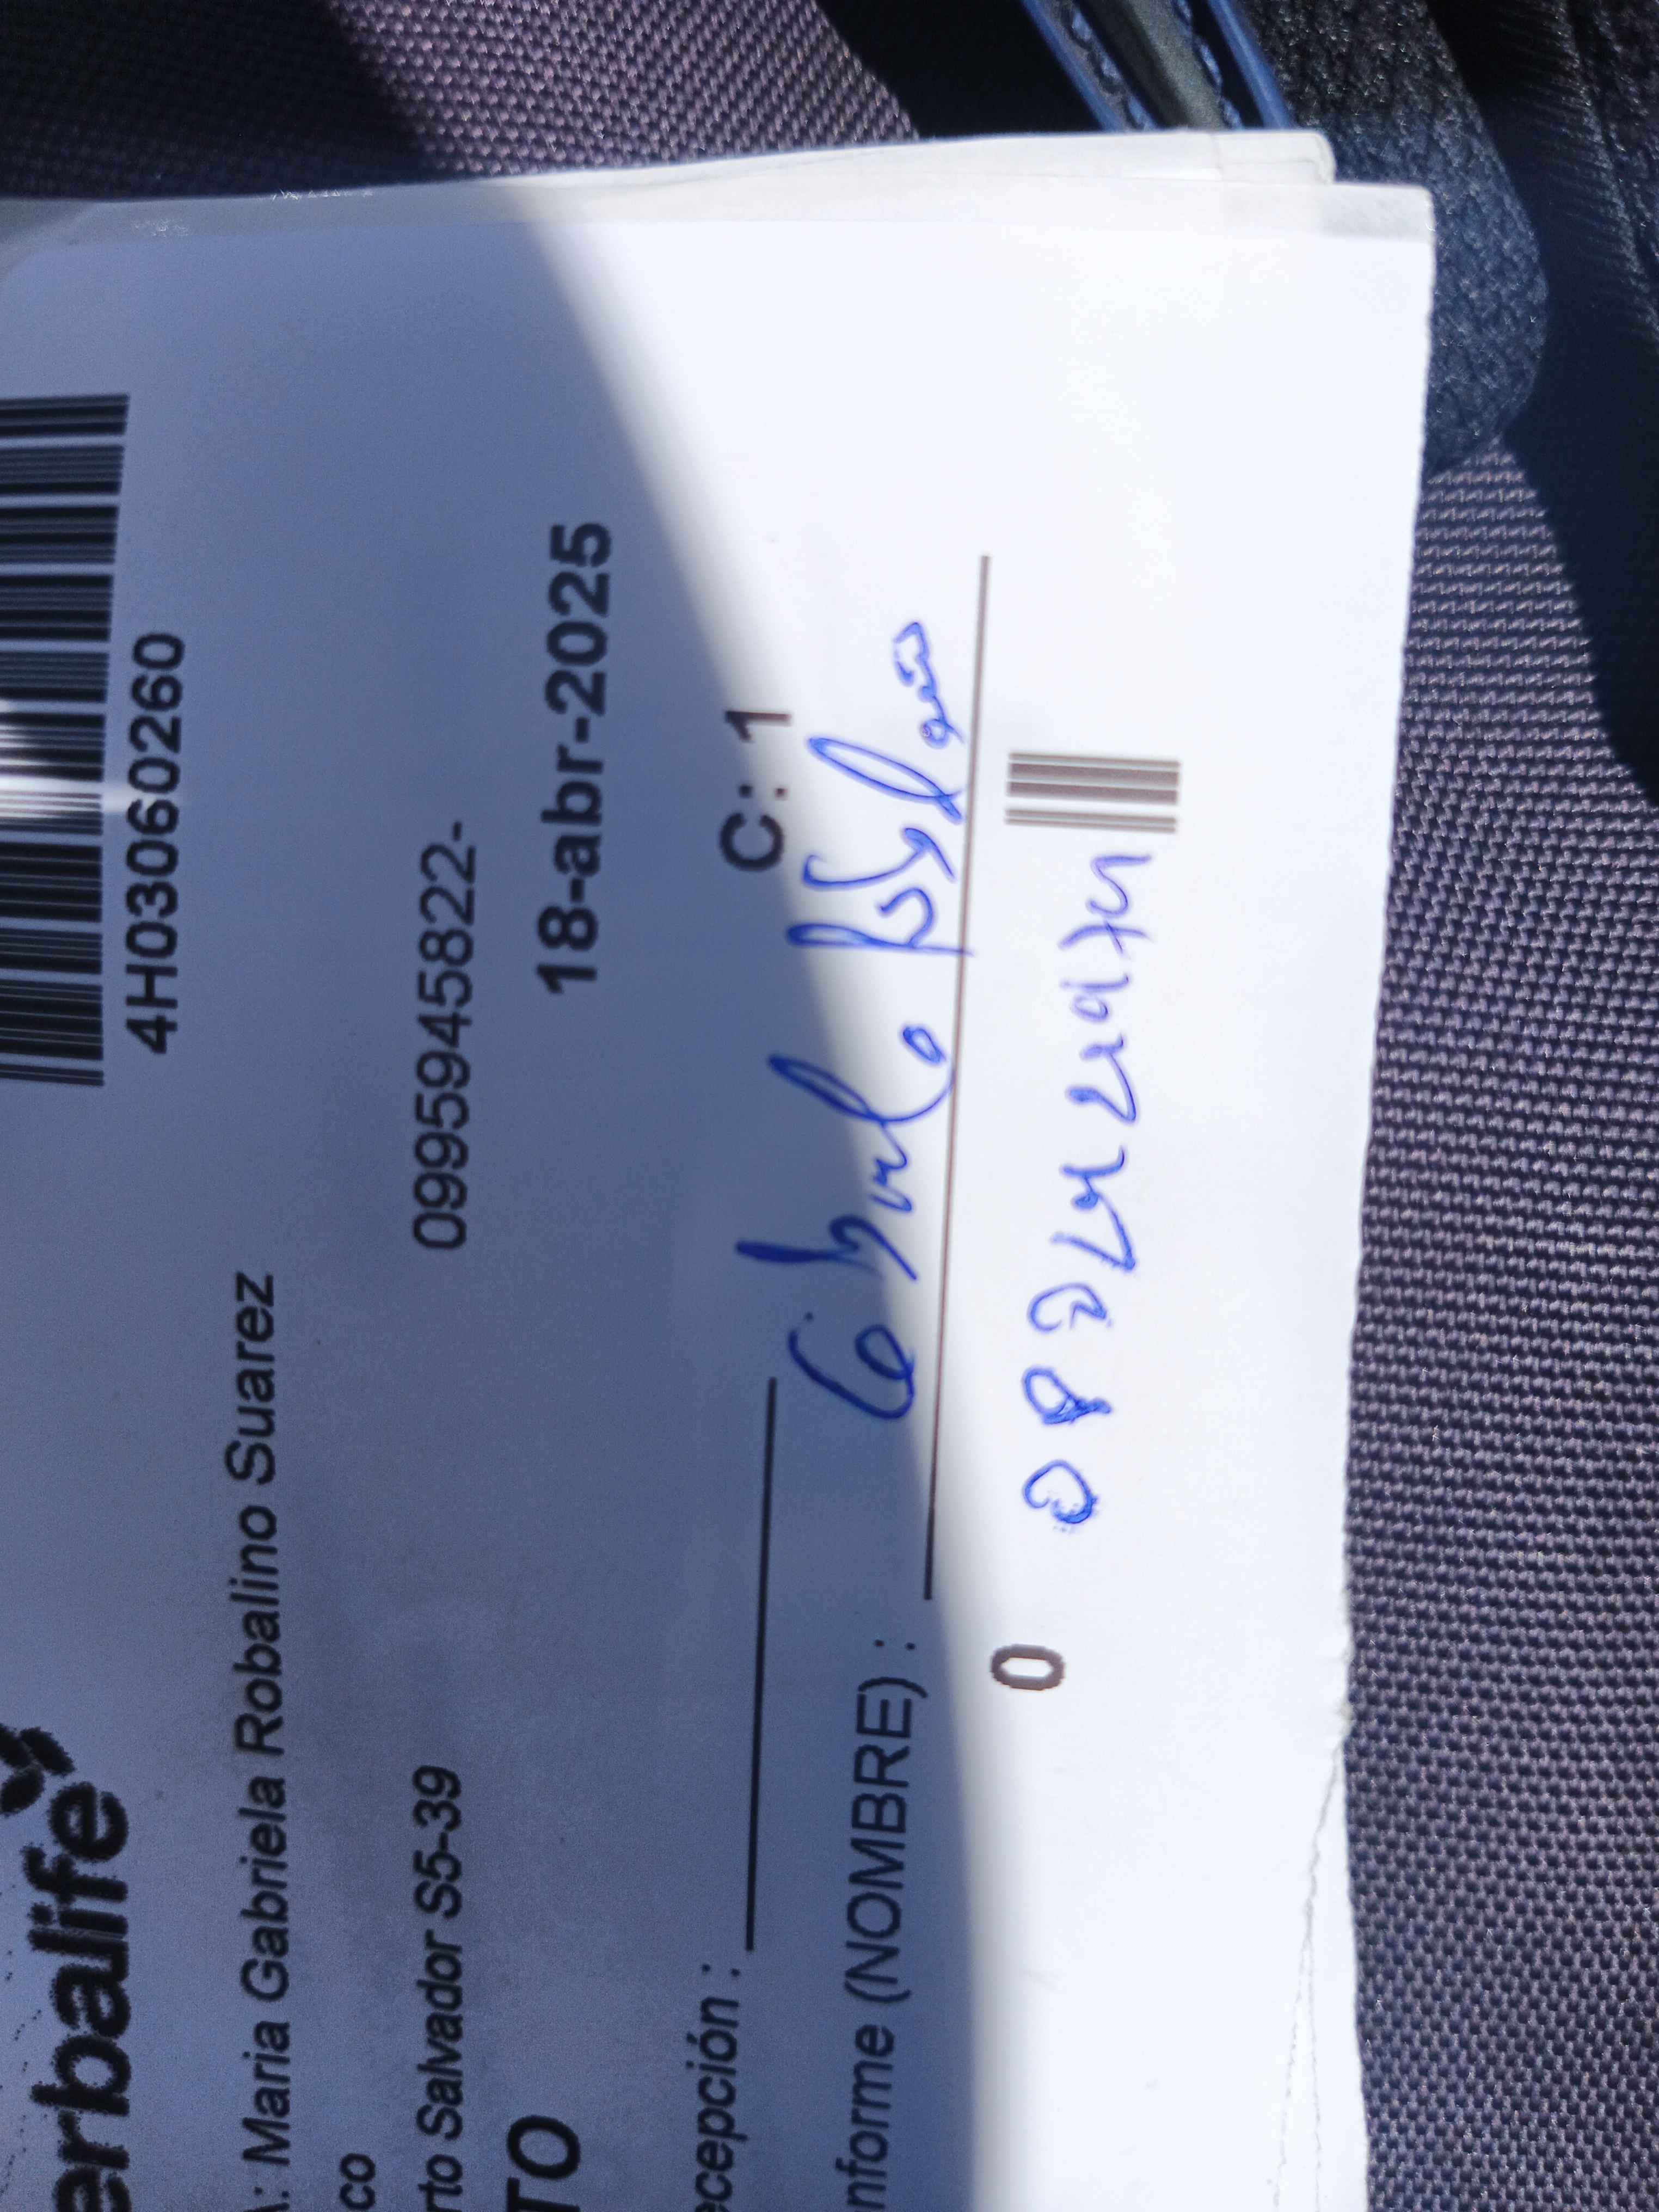 erbalife
4H03060260
A: Maria Gabriela Robalino Suarez
co
rto Salvador S5-39 0995945822-
TO 18-abr-2025
ecepción : C: 1
nforme (NOMBRE) :
0